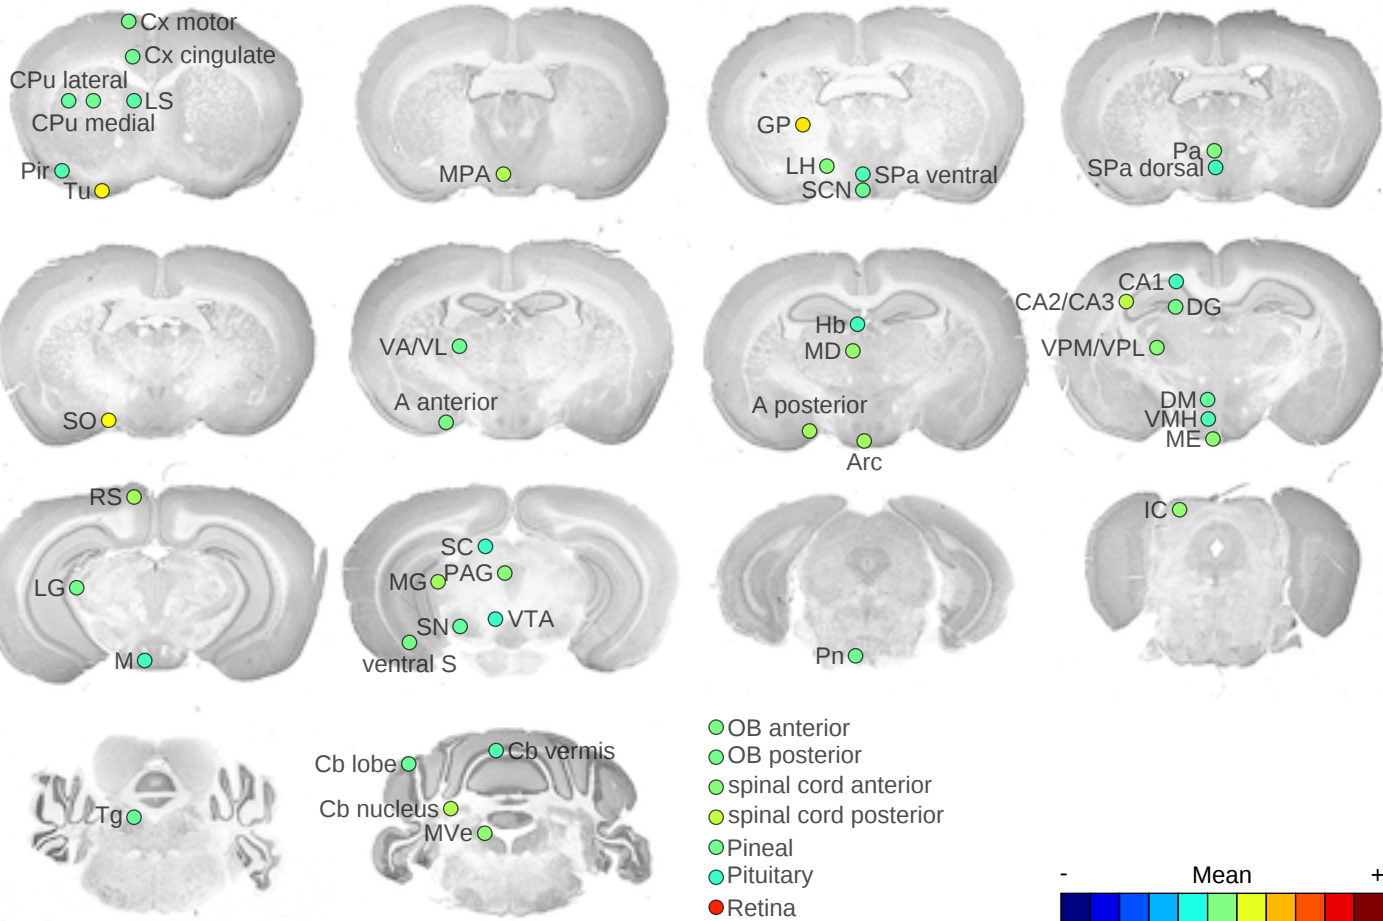 Cx motor
Cx cingulate
CPu lateral
LS
CPu medial
Pir
Tu
MPA
GP
LH
SPa ventral
SCN
Pa
SPa dorsal
SO
VA/VL
A anterior
Hb
MD
A posterior
Arc
CA1
CA2/CA3
DG
VPM/VPL
DM
VMH
ME
RS
LG
M
SC
MG
PAG
SN
VTA
ventral S
Pn
IC
Tg
Cb lobe
Cb vermis
Cb nucleus
MVe
OB anterior
OB posterior
spinal cord anterior
spinal cord posterior
Pineal
Pituitary
Retina
- Mean +